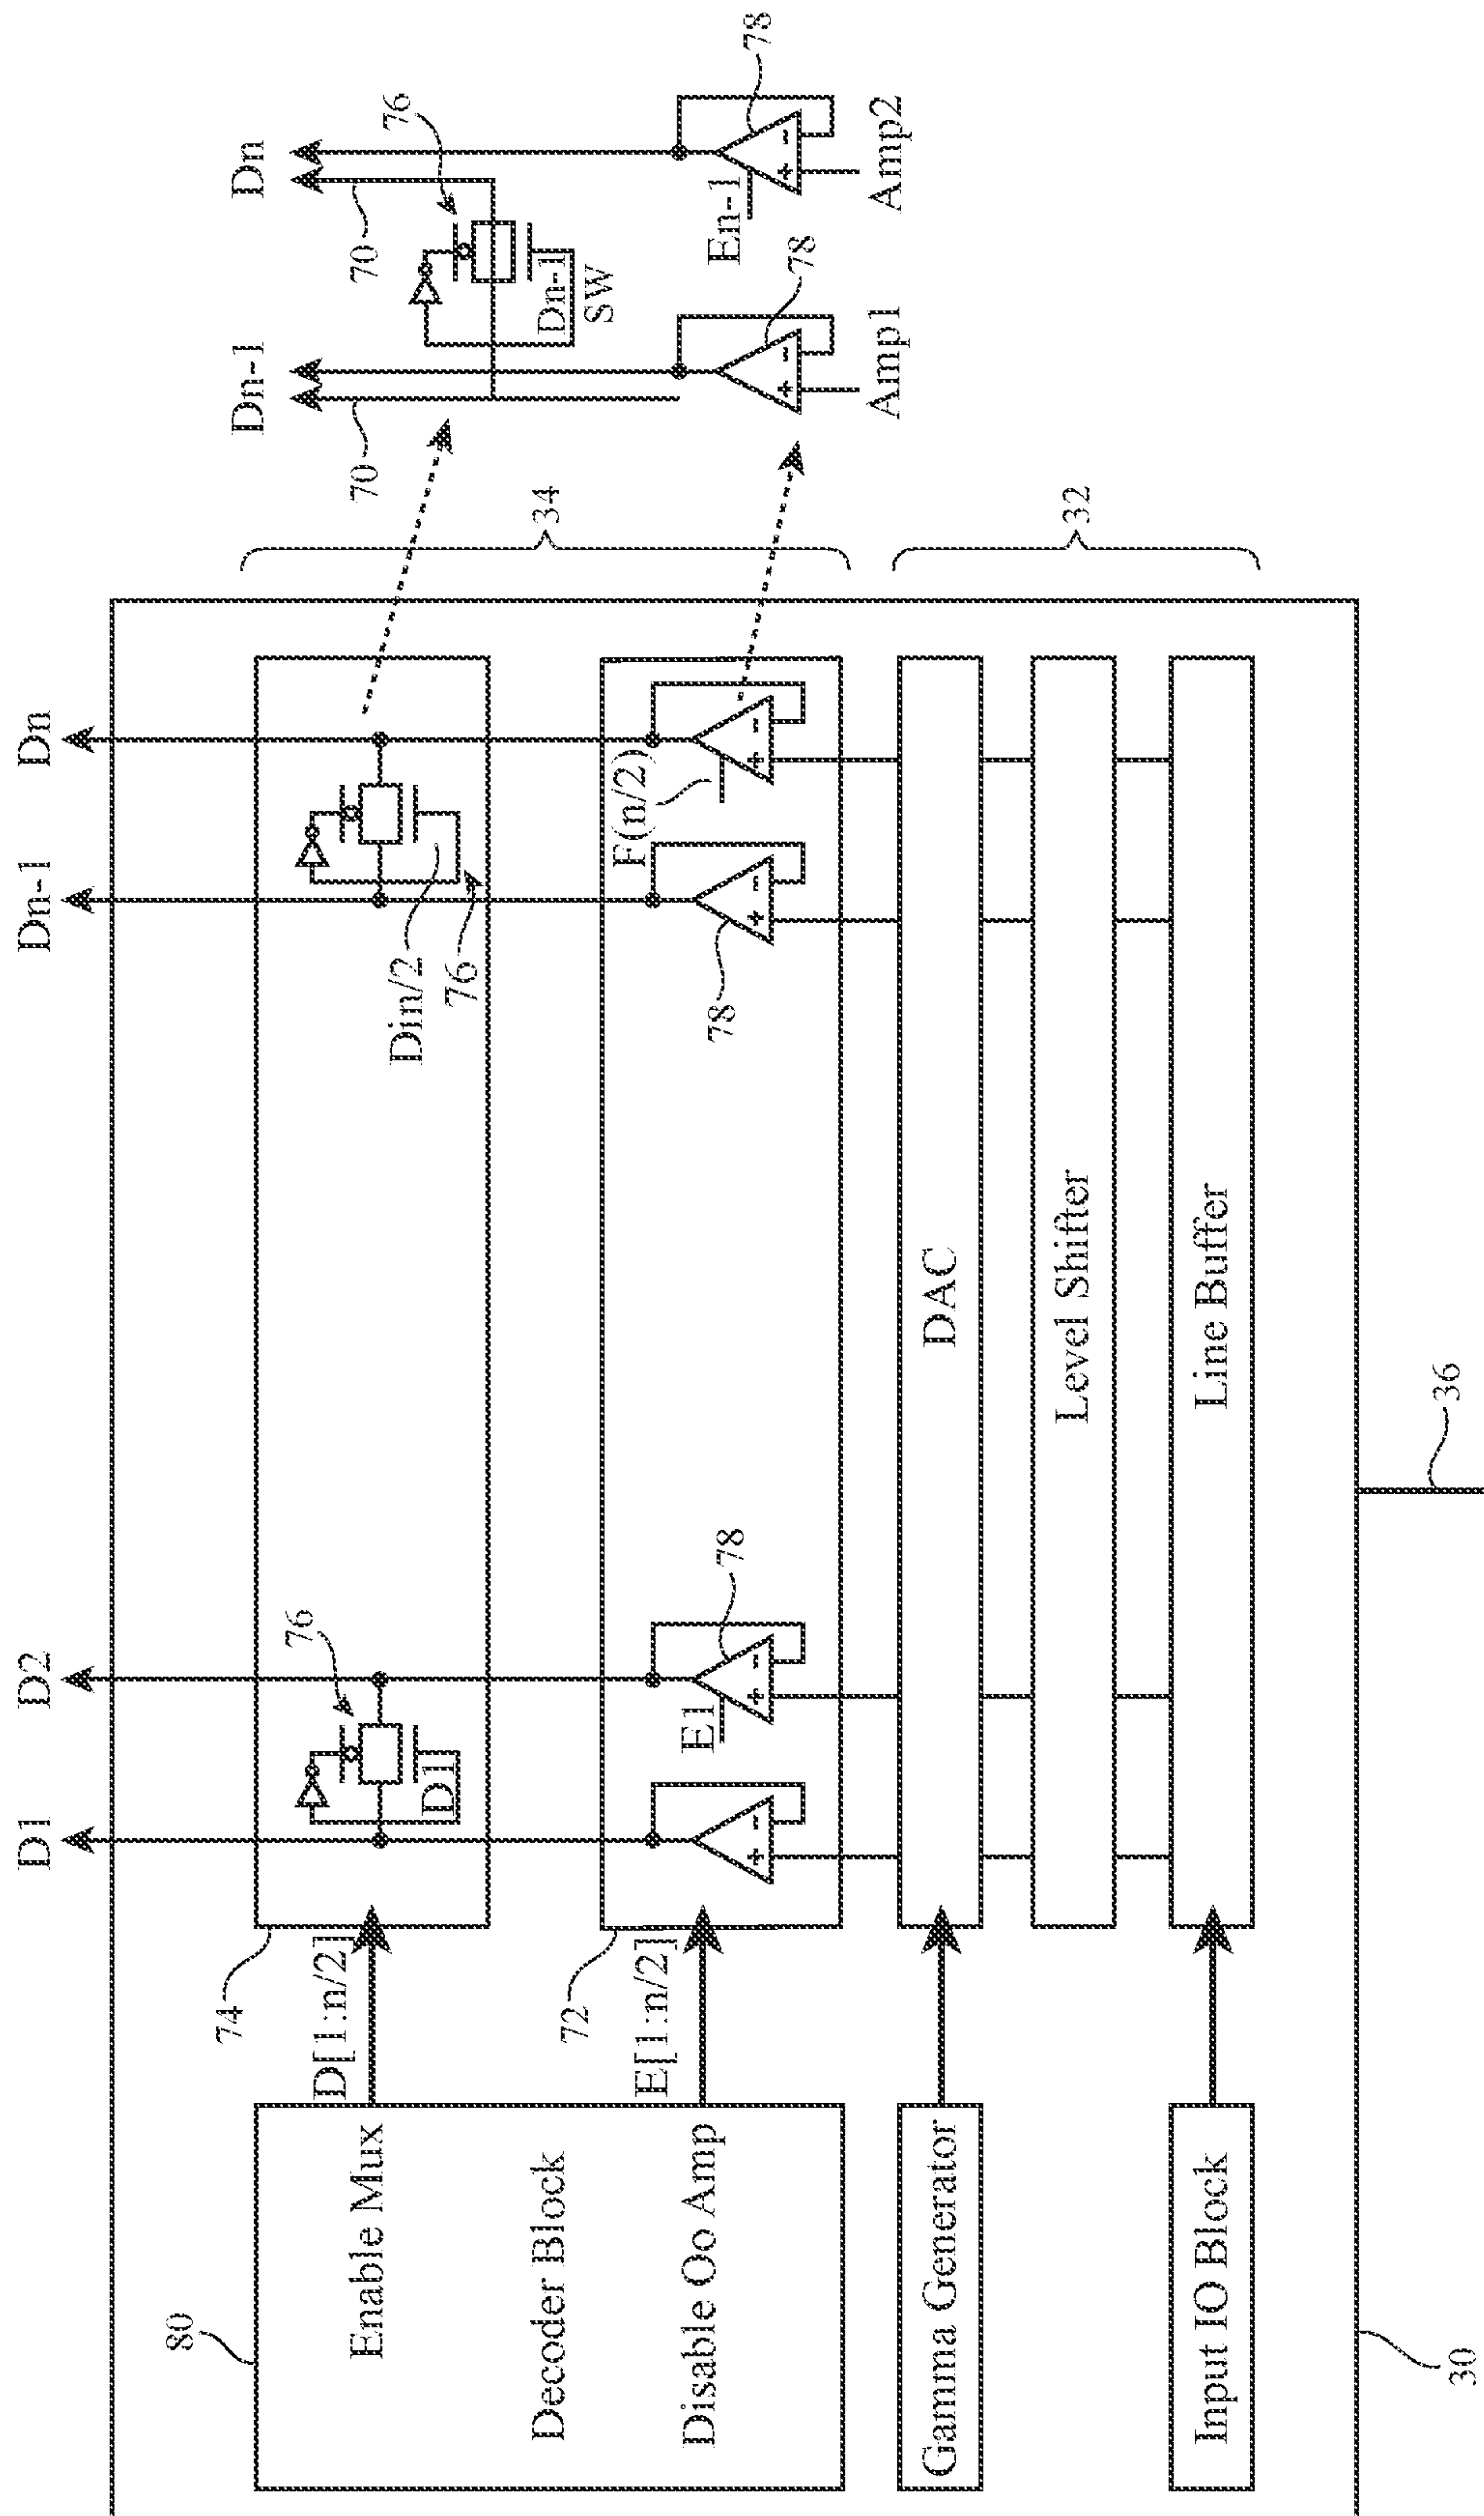 D1
D2
Dn-1
Dn
80
Enable Mux
Decoder Block
Disable Oo Amp
74
D[1:n/2]
72
E[1:n/2]
76
D1
E1
78
Din/2
76
F(n/2)
78
Gamma Generator
DAC
Level Shifter
Input IO Block
Line Buffer
34
32
30
36
Dn-1
Dn
70
70
76
Dn-1
SW
En-1
78
78
Amp1
Amp2